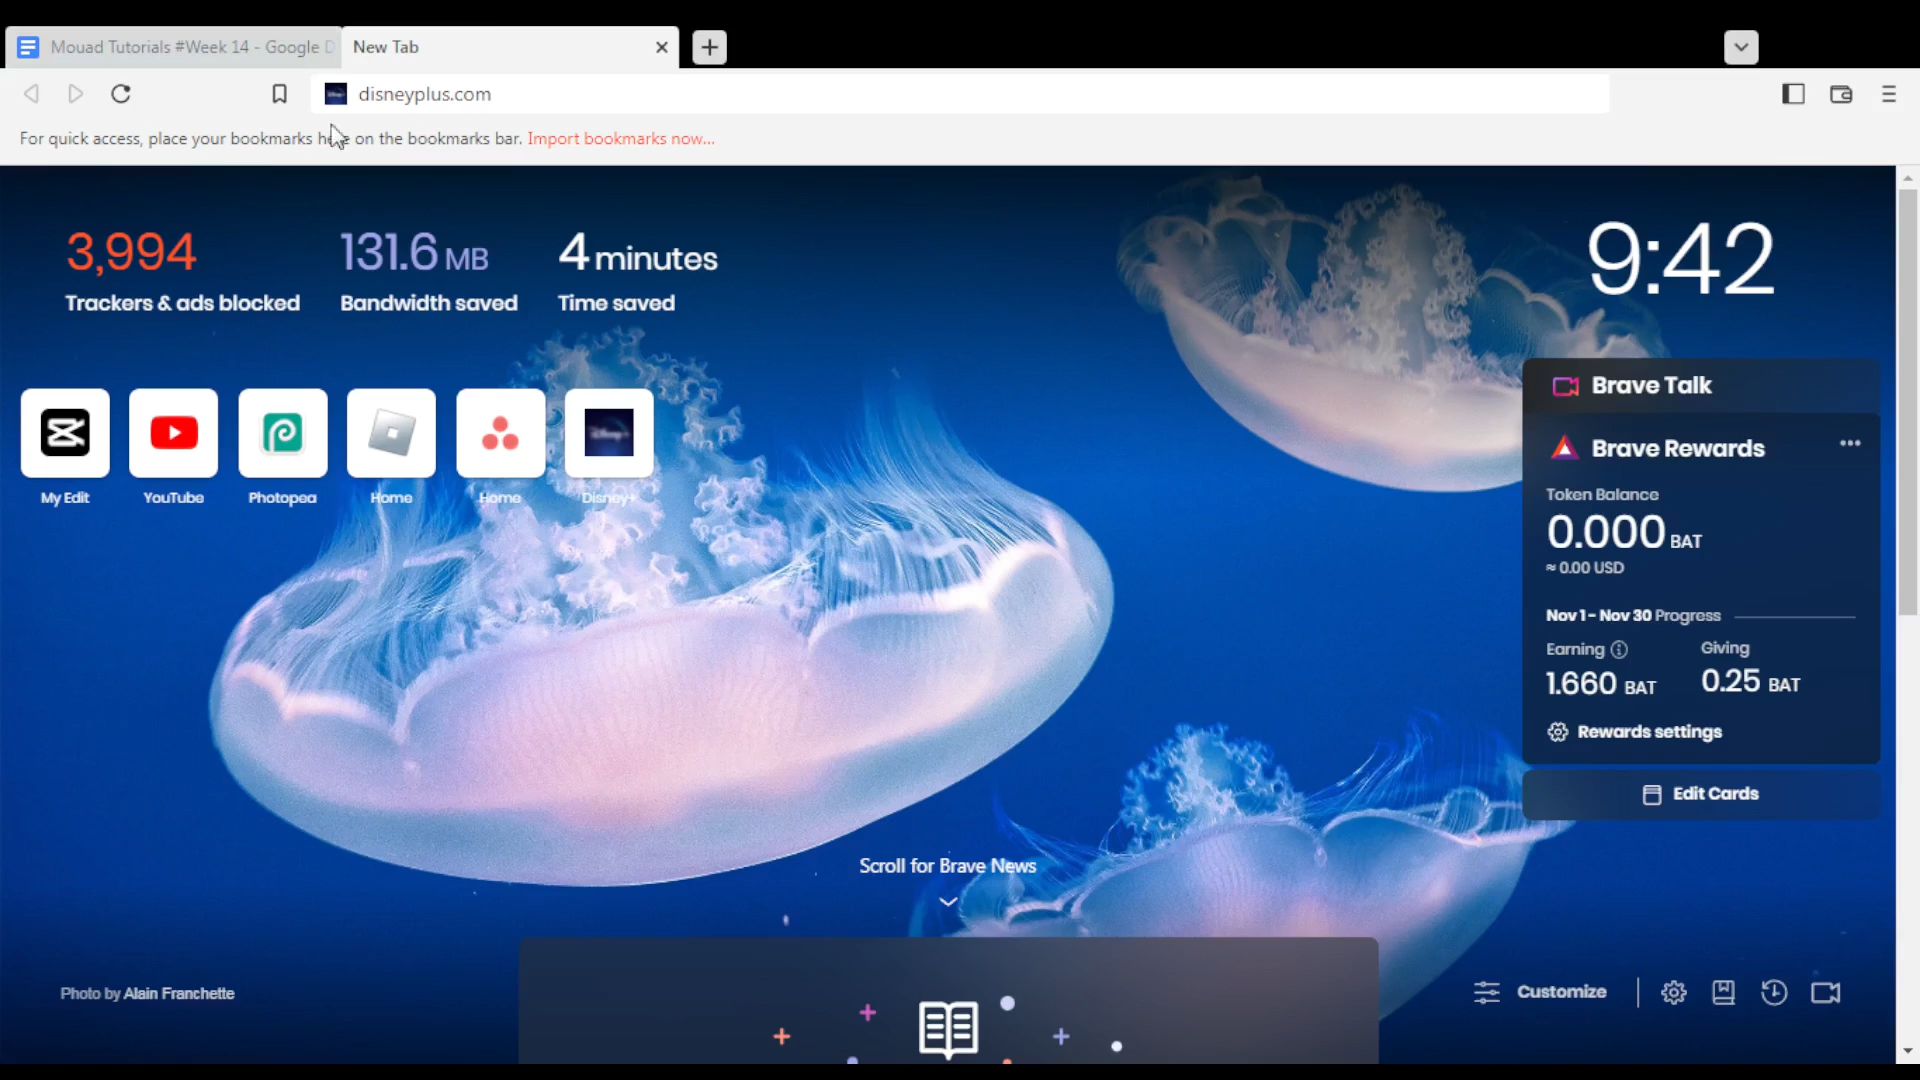 Mouad Tutorials #Week 14 - Google D
New Tab
disneyplus.com
For quick access, place your bookmarks here on the bookmarks bar. Import bookmarks now...
3,994
Trackers & ads blocked
131.6 MB
Bandwidth saved
4 minutes
Time saved
9:42
My Edit
YouTube
Photopea
Home
Home
Disney+
Brave Talk
Brave Rewards
Token Balance
0.000 BAT
≈ 0.00 USD
Nov 1 - Nov 30 Progress
Earning
1.660 BAT
Giving
0.25 BAT
Rewards settings
Edit Cards
Scroll for Brave News
Photo by Alain Franchette
Customize